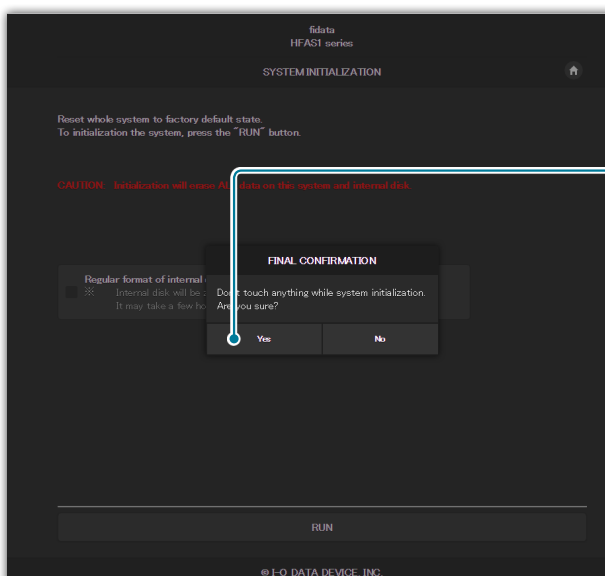 fidata
HFAS1 series
SYSTEM INITIALIZATION
Reset whole system to factory default state.
To initialization the system, press the "RUN" button.
CAUTION: Initialization will erase data on this system and internal disk.
FINAL CONFIRMATION
Don't touch anything while system initialization.
Are you sure?
Yes
No
Regular format of internal
※ Internal disk will be
It may take a few
RUN
© I-O DATA DEVICE, INC.